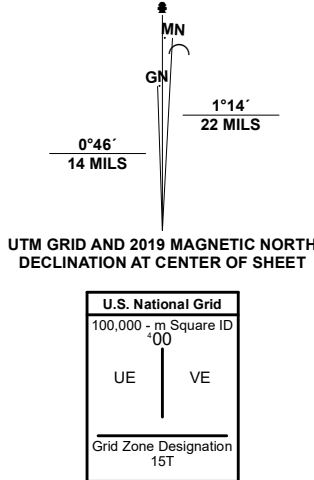 MN
GN
1°14´
22 MILS
0°46´
14 MILS
UTM GRID AND 2019 MAGNETIC NORTH
DECLINATION AT CENTER OF SHEET
U.S. National Grid
100,000 - m Square ID
⁴00
UE VE
Grid Zone Designation
15T